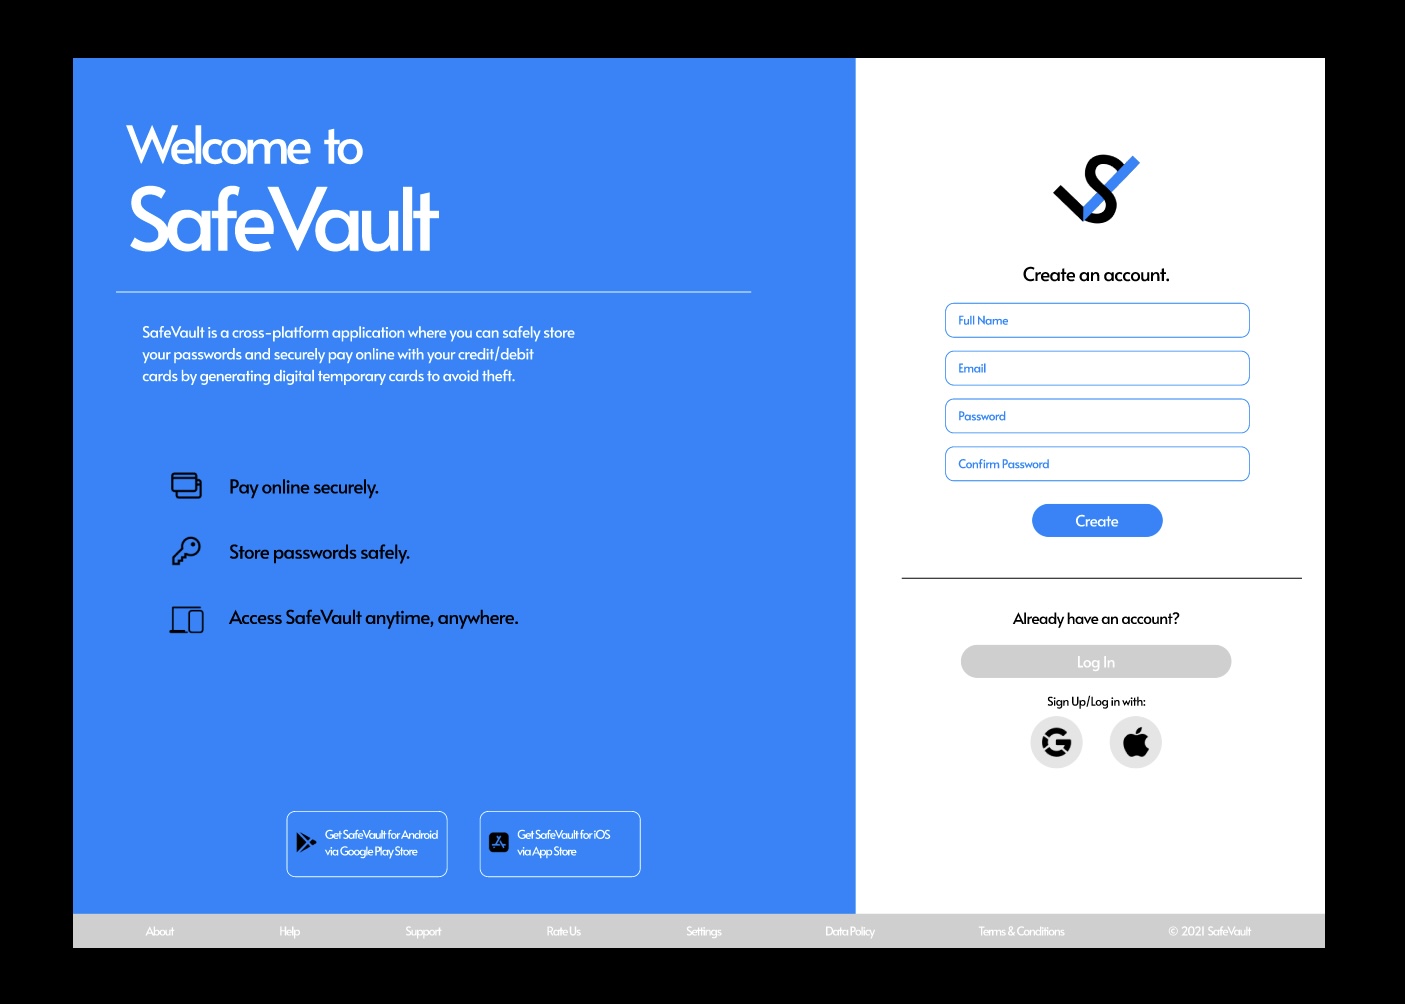 Welcome to
SafeVault
SafeVault is a cross-platform application where you can safely store
your passwords and securely pay online with your credit/debit
cards by generating digital temporary cards to avoid theft.
Pay online securely.
Store passwords safely.
Access SafeVault anytime, anywhere.
Get SafeVault for Android
via Google Play Store
Get SafeVault for iOS
via App Store
Create an account.
Full Name
Email
Password
Confirm Password
Create
Already have an account?
Log In
Sign Up/Log in with:
About
Help
Support
Rate Us
Settings
Data Policy
Terms & Conditions
© 2021 SafeVault